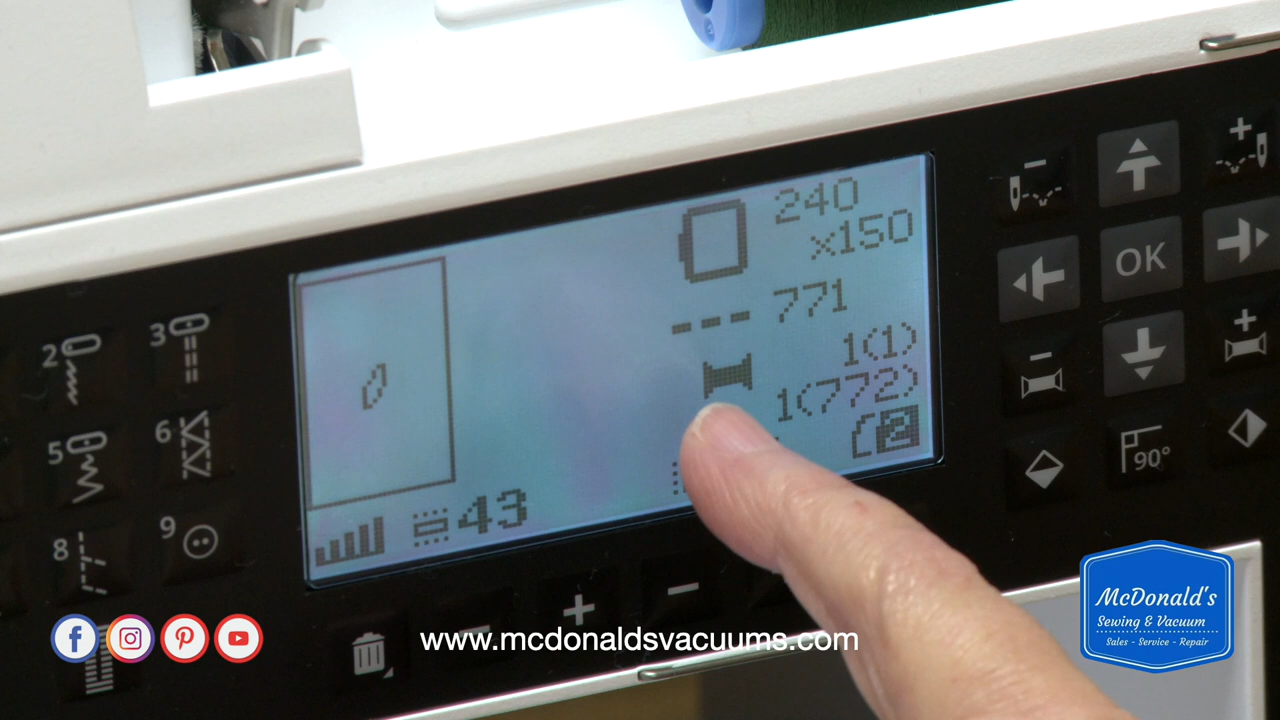 240
x150
771
1(1)
1(772)
43
2
3
5
6
8
9
OK
90°
www.mcdonaldsvacuums.com
McDonald's
Sewing & Vacuum
Sales - Service - Repair